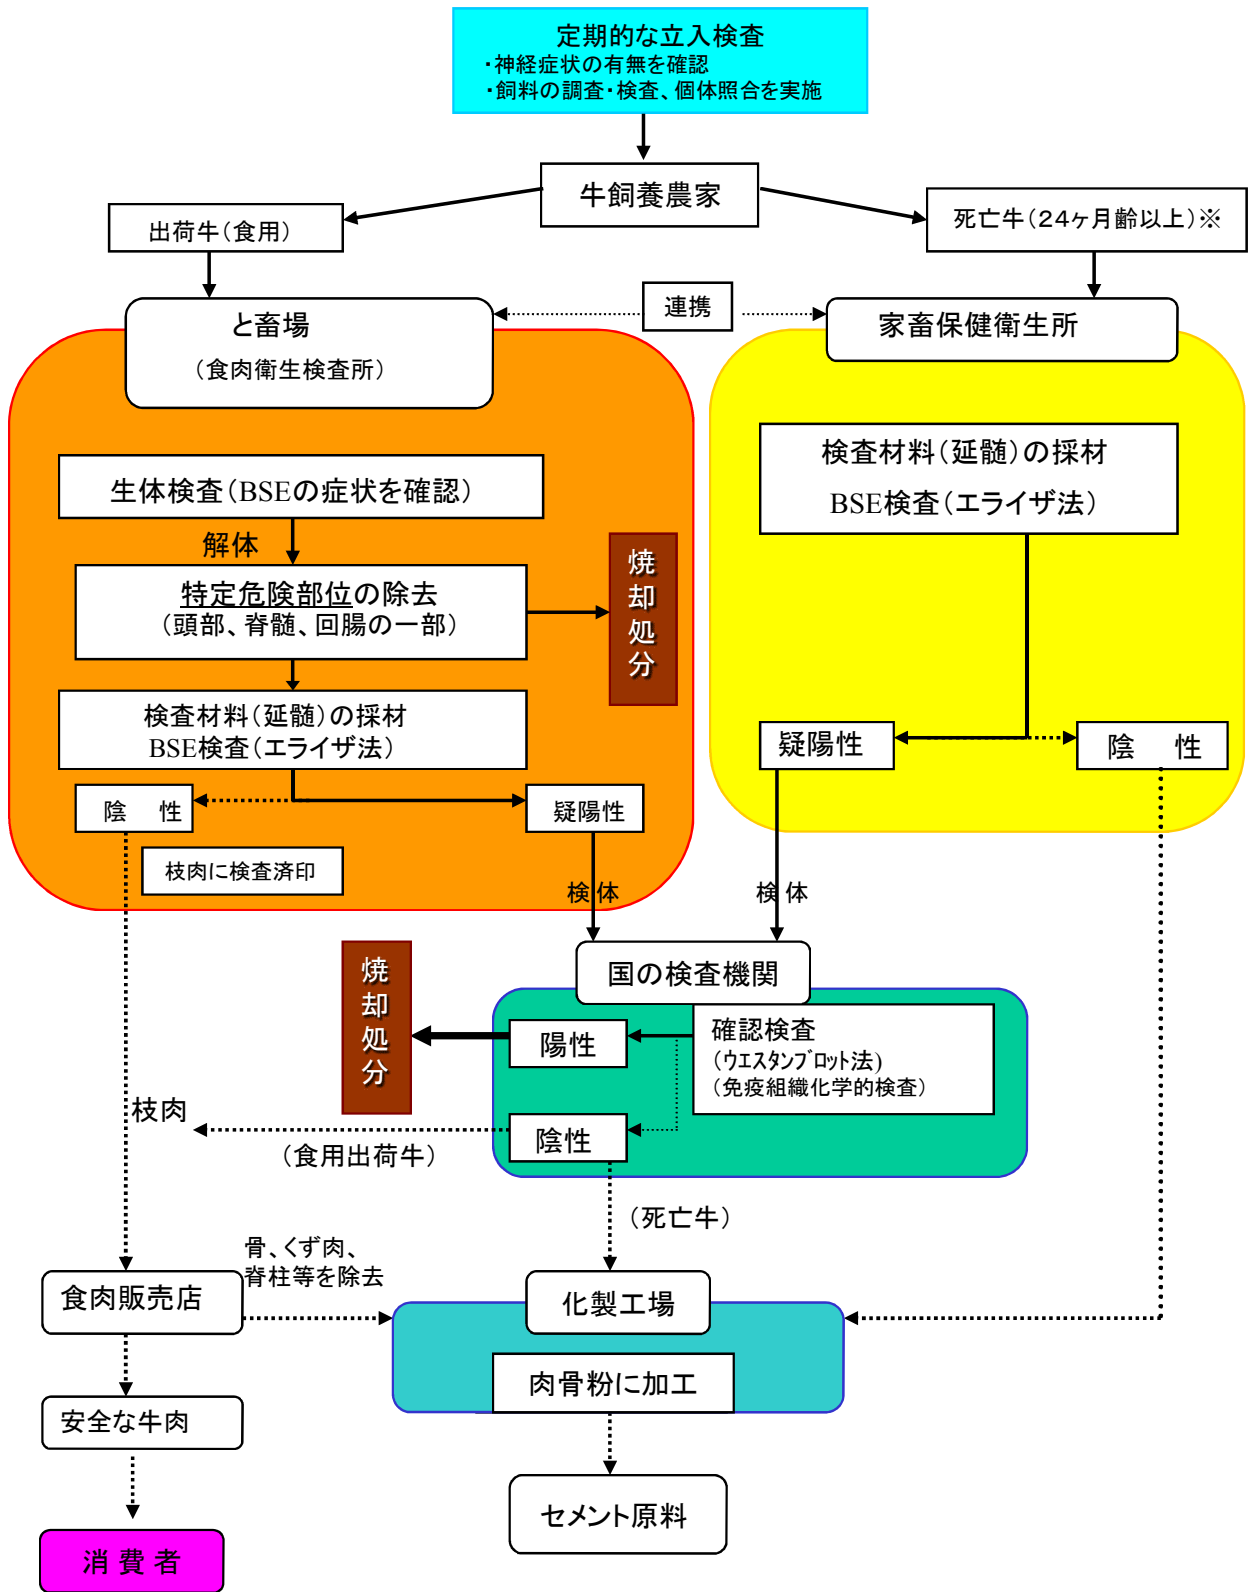 定期的な立入検査
・神経症状の有無を確認
・飼料の調査・検査、個体照合を実施
牛飼養農家
出荷牛(食用)
死亡牛(24ヶ月齢以上)※
連携
と畜場
(食肉衛生検査所)
家畜保健衛生所
生体検査(BSEの症状を確認)
解体
特定危険部位の除去
(頭部、脊髄、回腸の一部)
焼却処分
検査材料(延髄)の採材
BSE検査(エライザ法)
陰 性
疑陽性
枝肉に検査済印
検体
検査材料(延髄)の採材
BSE検査(エライザ法)
疑陽性
陰 性
検体
国の検査機関
確認検査
(ウエスタンブロット法)
(免疫組織化学的検査)
陽性
焼却処分
陰性
枝肉
(食用出荷牛)
(死亡牛)
骨、くず肉、
脊柱等を除去
食肉販売店
化製工場
肉骨粉に加工
安全な牛肉
セメント原料
消費者